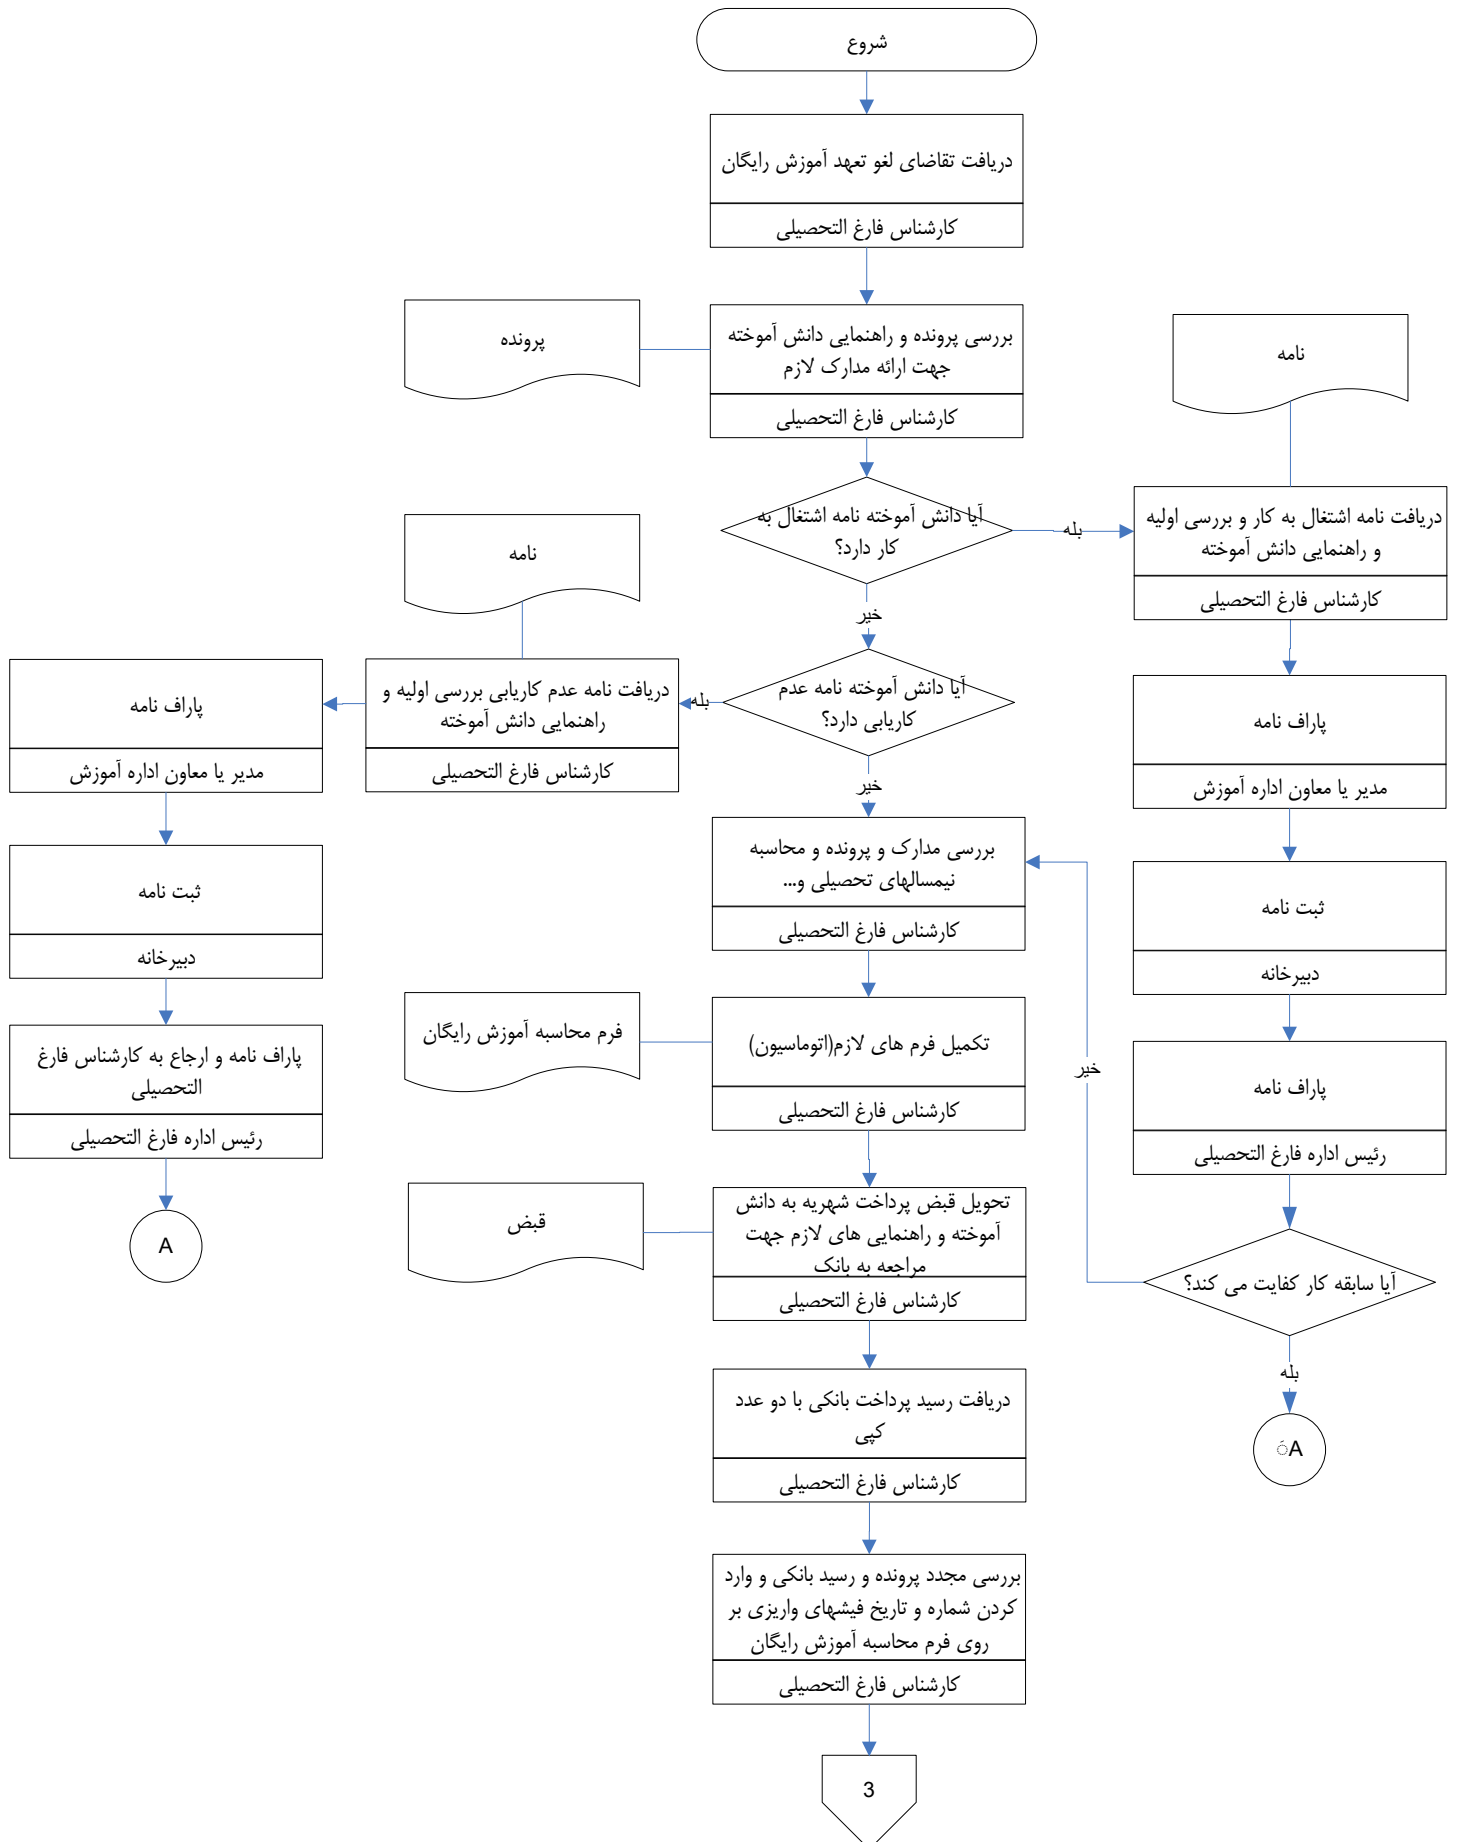 شروع
دریافت تقاضای لغو تعهد آموزش رایگان
کارشناس فارغ التحصیلی
بررسی پرونده و راهنمایی دانش آموخته
جهت ارائه مدارک لازم
کارشناس فارغ التحصیلی
پرونده
آیا دانش آموخته نامه اشتغال به
کار دارد؟
بله
خیر
نامه
دریافت نامه اشتغال به کار و بررسی اولیه
و راهنمایی دانش آموخته
کارشناس فارغ التحصیلی
پاراف نامه
مدیر یا معاون اداره آموزش
ثبت نامه
دبیرخانه
پاراف نامه
رئیس اداره فارغ التحصیلی
آیا سابقه کار کفایت می کند؟
خیر
بله
َA
آیا دانش آموخته نامه عدم
کاریابی دارد؟
بله
خیر
نامه
دریافت نامه عدم کاریابی بررسی اولیه و
راهنمایی دانش آموخته
کارشناس فارغ التحصیلی
پاراف نامه
مدیر یا معاون اداره آموزش
ثبت نامه
دبیرخانه
پاراف نامه و ارجاع به کارشناس فارغ
التحصیلی
رئیس اداره فارغ التحصیلی
A
بررسی مدارک و پرونده و محاسبه
نیمسالهای تحصیلی و...
کارشناس فارغ التحصیلی
تکمیل فرم های لازم(اتوماسیون)
کارشناس فارغ التحصیلی
فرم محاسبه آموزش رایگان
تحویل قبض پرداخت شهریه به دانش
آموخته و راهنمایی های لازم جهت
مراجعه به بانک
کارشناس فارغ التحصیلی
قبض
دریافت رسید پرداخت بانکی با دو عدد
کپی
کارشناس فارغ التحصیلی
بررسی مجدد پرونده و رسید بانکی و وارد
کردن شماره و تاریخ فیشهای واریزی بر
روی فرم محاسبه آموزش رایگان
کارشناس فارغ التحصیلی
3